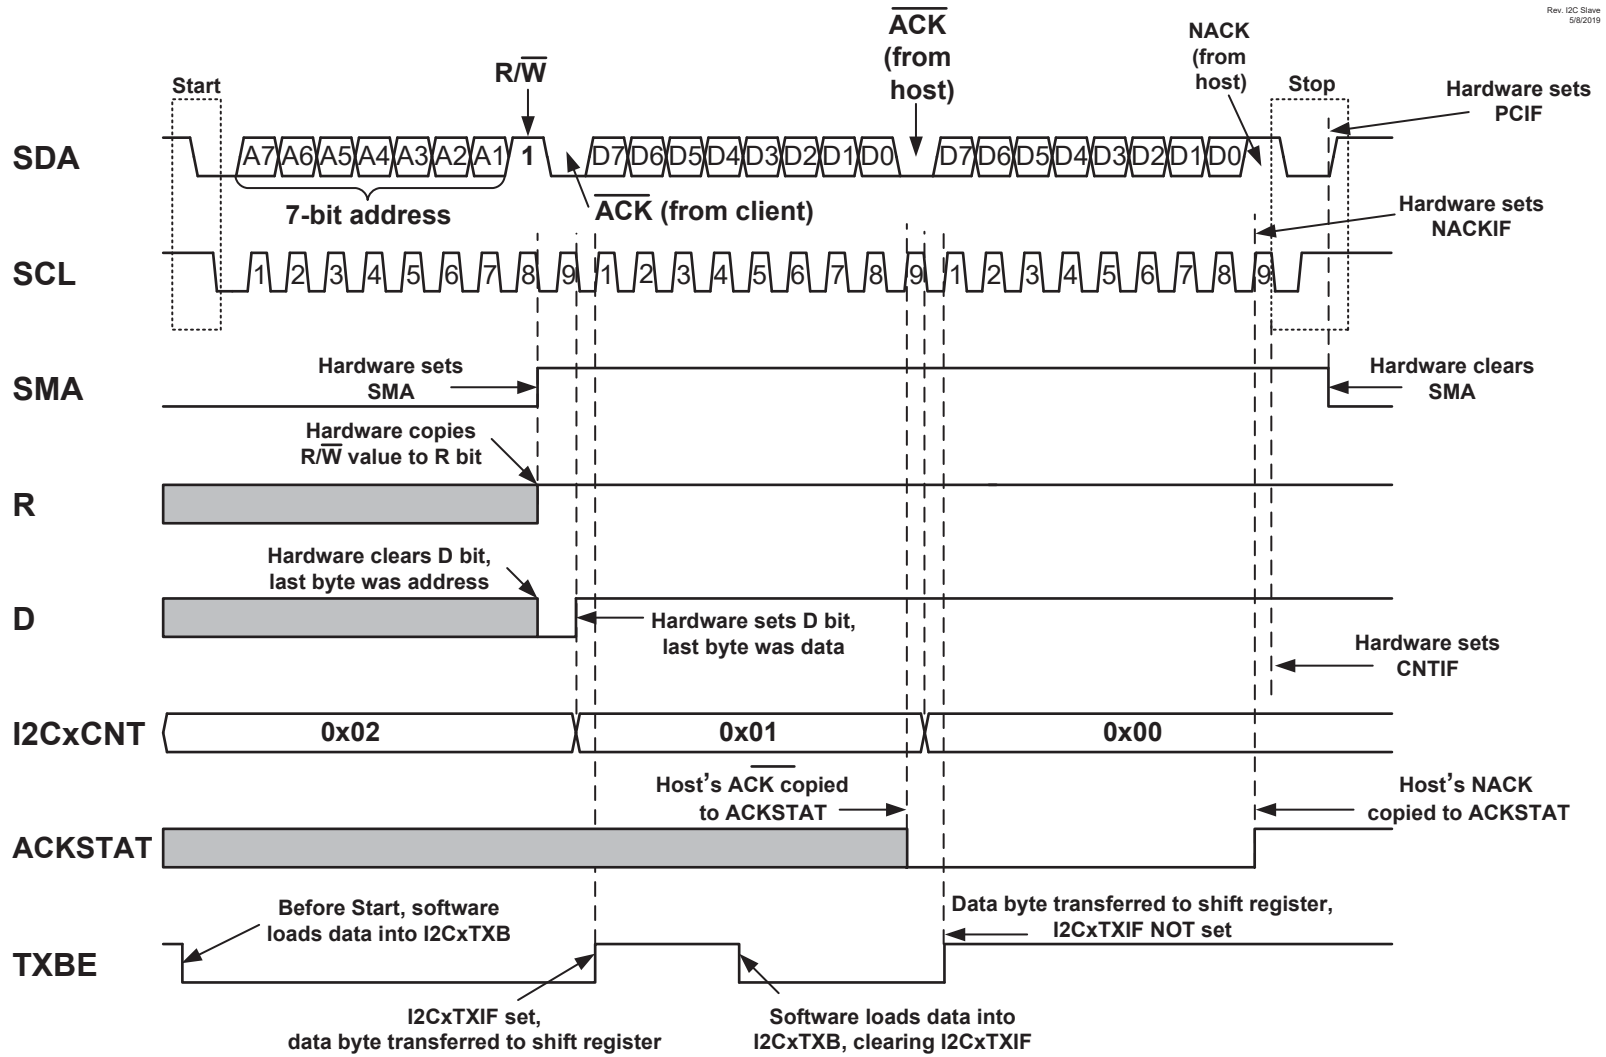 Rev. I2C Slave
5/8/2019
ACK
(from
host)
NACK
(from
host)
R/W
Start
Stop
Hardware sets
PCIF
SDA
A7 A6 A5 A4 A3 A2 A1 1 D7 D6 D5 D4 D3 D2 D1 D0 D7 D6 D5 D4 D3 D2 D1 D0
7-bit address
ACK (from client)
Hardware sets
NACKIF
SCL
1 2 3 4 5 6 7 8 9 1 2 3 4 5 6 7 8 9 1 2 3 4 5 6 7 8 9
SMA
Hardware sets
SMA
Hardware clears
SMA
Hardware copies
R/W value to R bit
R
Hardware clears D bit,
last byte was address
D
Hardware sets D bit,
last byte was data
Hardware sets
CNTIF
I2CxCNT
0x02 0x01 0x00
Host's ACK copied
to ACKSTAT
Host's NACK
copied to ACKSTAT
ACKSTAT
Before Start, software
loads data into I2CxTXB
Data byte transferred to shift register,
I2CxTXIF NOT set
TXBE
I2CxTXIF set,
data byte transferred to shift register
Software loads data into
I2CxTXB, clearing I2CxTXIF